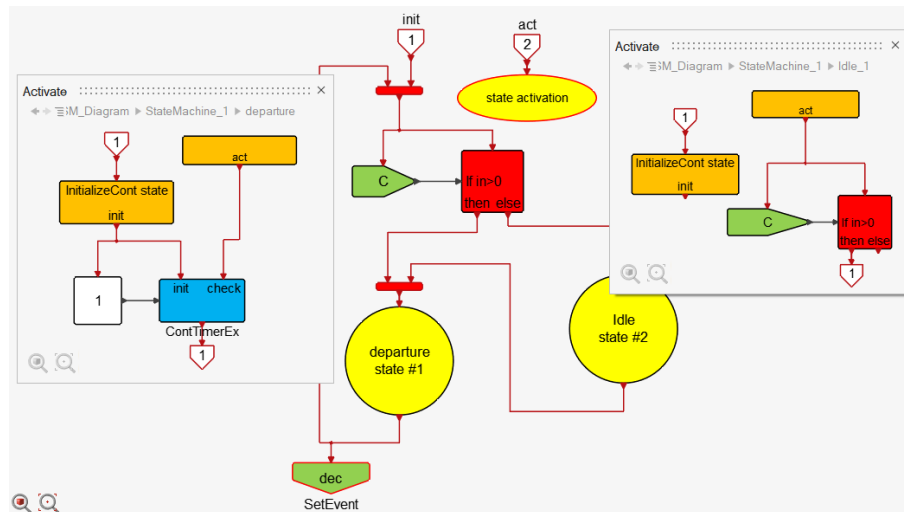 init
1
act
2
state activation
C
If in>0
then else
departure
state #1
Idle
state #2
dec
SetEvent
Activate
SM_Diagram StateMachine_1 departure
1
act
InitializeCont state
init
1
init check
ContTimerEx
1
Activate
SM_Diagram StateMachine_1 Idle_1
1
act
InitializeCont state
init
C
If in>0
then else
1